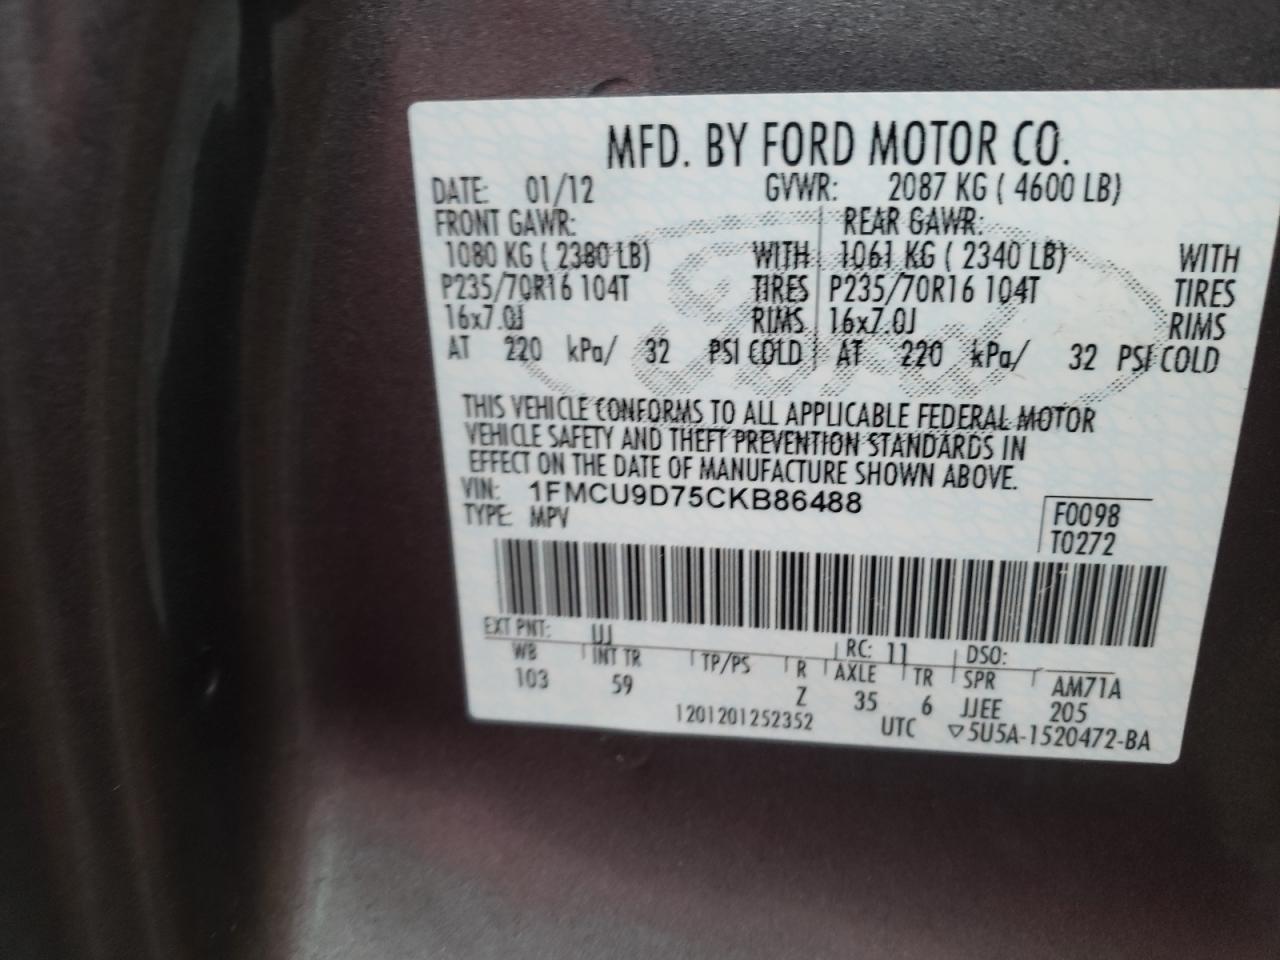 MFD. BY FORD MOTOR CO.
DATE: 01/12 GVWR: 2087 KG ( 4600 LB)
FRONT GAWR: REAR GAWR:
1080 KG ( 2380 LB) WITH 1061 KG ( 2340 LB) WITH
P235/70R16 104T TIRES P235/70R16 104T TIRES
16x7.0J RIMS 16x7.0J RIMS
AT 220 kPa/ 32 PSI COLD AT 220 kPa/ 32 PSI COLD
THIS VEHICLE CONFORMS TO ALL APPLICABLE FEDERAL MOTOR
VEHICLE SAFETY AND THEFT PREVENTION STANDARDS IN
EFFECT ON THE DATE OF MANUFACTURE SHOWN ABOVE.
VIN: 1FMCU9D75CKB86488
TYPE: MPV
F0098
T0272
EXT PNT: UJ RC: 11 DSO:
WB INT TR TP/PS R AXLE TR SPR AM71A
103 59 Z 35 6 JJEE 205
1201201252352 UTC ▽5U5A-1520472-BA